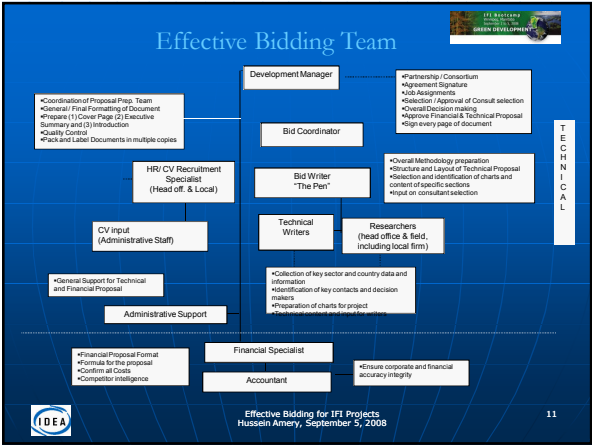 Effective Bidding Team
IFI Bootcamp
GREEN DEVELOPMENT
Development Manager
▪Partnership / Consortium
▪Agreement Signature
▪Job Assignments
▪Selection / Approval of Consult selection
▪Overall Decision making
▪Approve Financial & Technical Proposal
▪Sign every page of document
▪Coordination of Proposal Prep. Team
▪General / Final Formatting of Document
▪Prepare (1) Cover Page (2) Executive
Summary and (3) Introduction
▪Quality Control
▪Pack and Label Documents in multiple copies
Bid Coordinator
TECHNICAL
HR/ CV Recruitment
Specialist
(Head off. & Local)
Bid Writer
"The Pen"
▪Overall Methodology preparation
▪Structure and Layout of Technical Proposal
▪Selection and identification of charts and
content of specific sections
▪Input on consultant selection
CV input
(Administrative Staff)
Technical
Writers
Researchers
(head office & field,
including local firm)
▪General Support for Technical
and Financial Proposal
▪Collection of key sector and country data and
information
▪Identification of key contacts and decision
makers
▪Preparation of charts for project
▪Technical content and input for writers
Administrative Support
Financial Specialist
▪Financial Proposal Format
▪Formula for the proposal
▪Confirm all Costs
▪Competitor intelligence
Accountant
▪Ensure corporate and financial
accuracy integrity
IDEA
Effective Bidding for IFI Projects
Hussein Amery, September 5, 2008
11